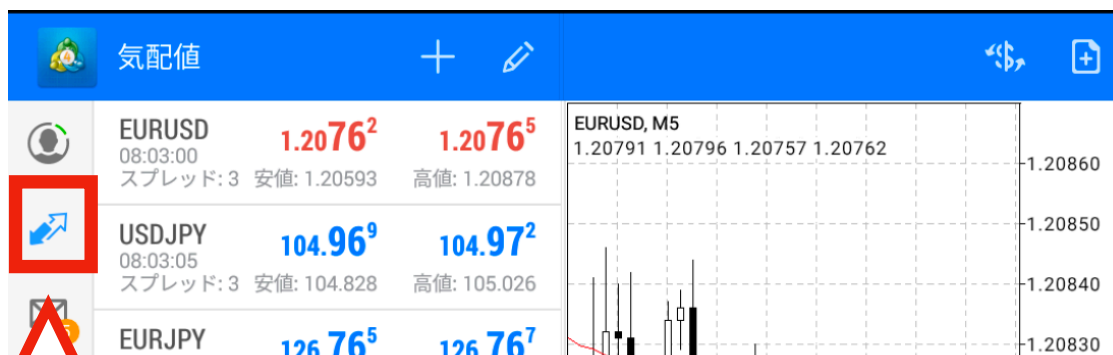 気配値
EURUSD 1.20762 1.20765
08:03:00
スプレッド: 3 安値: 1.20593 高値: 1.20878
USDJPY 104.969 104.972
08:03:05
スプレッド: 3 安値: 104.828 高値: 105.026
EURJPY 126.765 126.767
EURUSD, M5
1.20791 1.20796 1.20757 1.20762
1.20860
1.20850
1.20840
1.20830